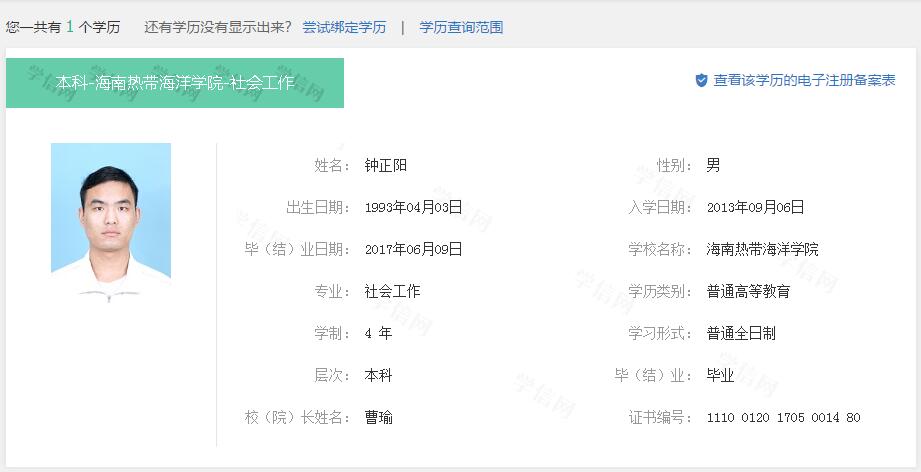 您一共有 1 个学历 还有学历没有显示出来? 尝试绑定学历 | 学历查询范围
本科-海南热带海洋学院-社会工作
查看该学历的电子注册备案表
姓名: 钟正阳 性别: 男
出生日期: 1993年04月03日 入学日期: 2013年09月06日
毕（结）业日期: 2017年06月09日 学校名称: 海南热带海洋学院
专业: 社会工作 学历类别: 普通高等教育
学制: 4 年 学习形式: 普通全日制
层次: 本科 毕（结）业: 毕业
校（院）长姓名: 曹瑜 证书编号: 1110 0120 1705 0014 80
学信网
学信网
学信网
学信网
学信网
学信网
学信网
学信网
学信网
学信网